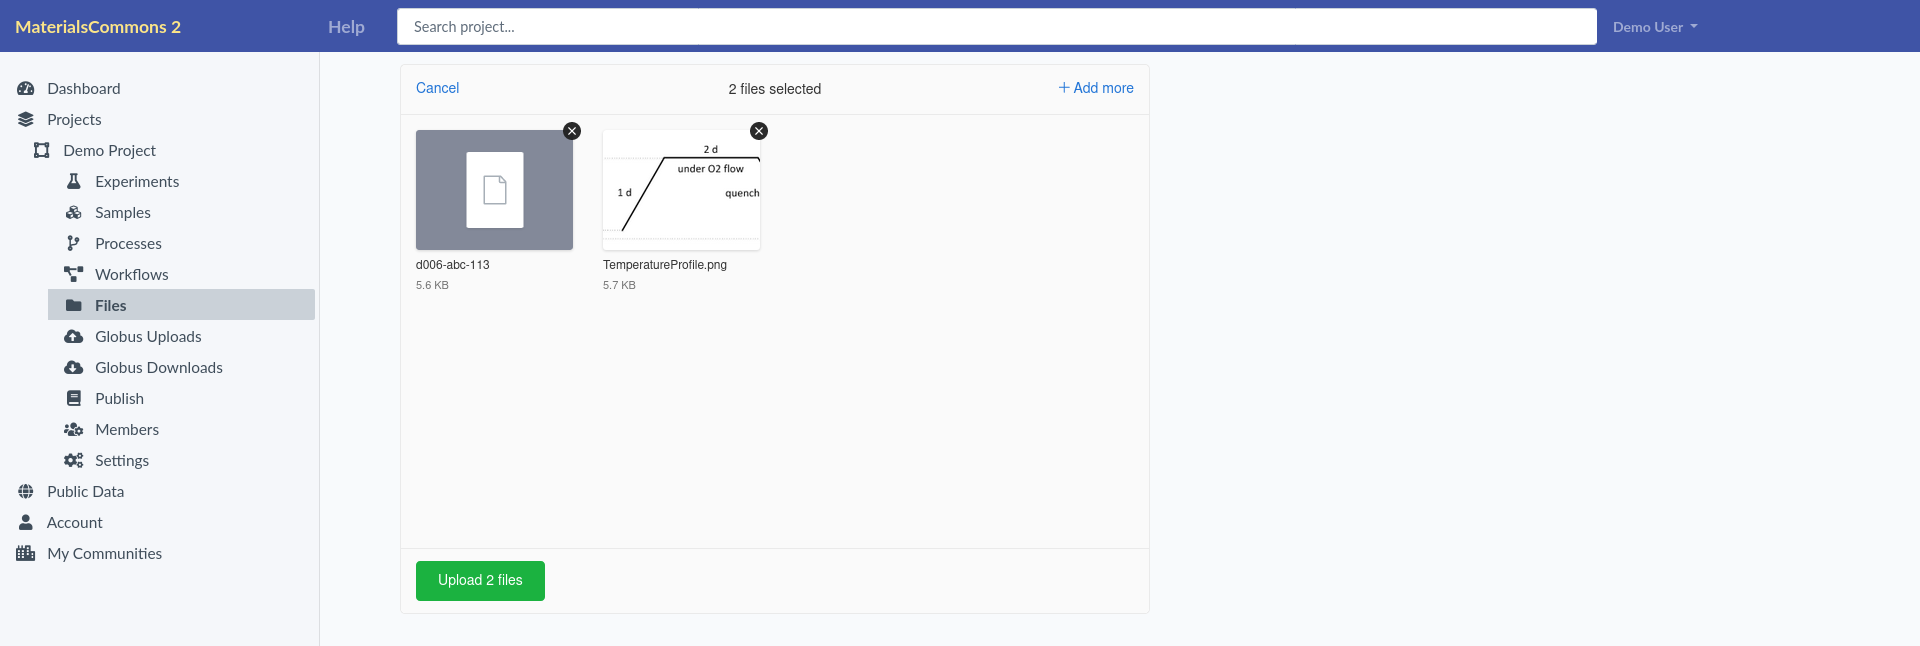 MaterialsCommons 2
Help
Search project...
Demo User
Dashboard
Projects
Demo Project
Experiments
Samples
Processes
Workflows
Files
Globus Uploads
Globus Downloads
Publish
Members
Settings
Public Data
Account
My Communities
Cancel
2 files selected
+ Add more
2 d
under O2 flow
1 d
quench
d006-abc-113
TemperatureProfile.png
5.6 KB
5.7 KB
Upload 2 files